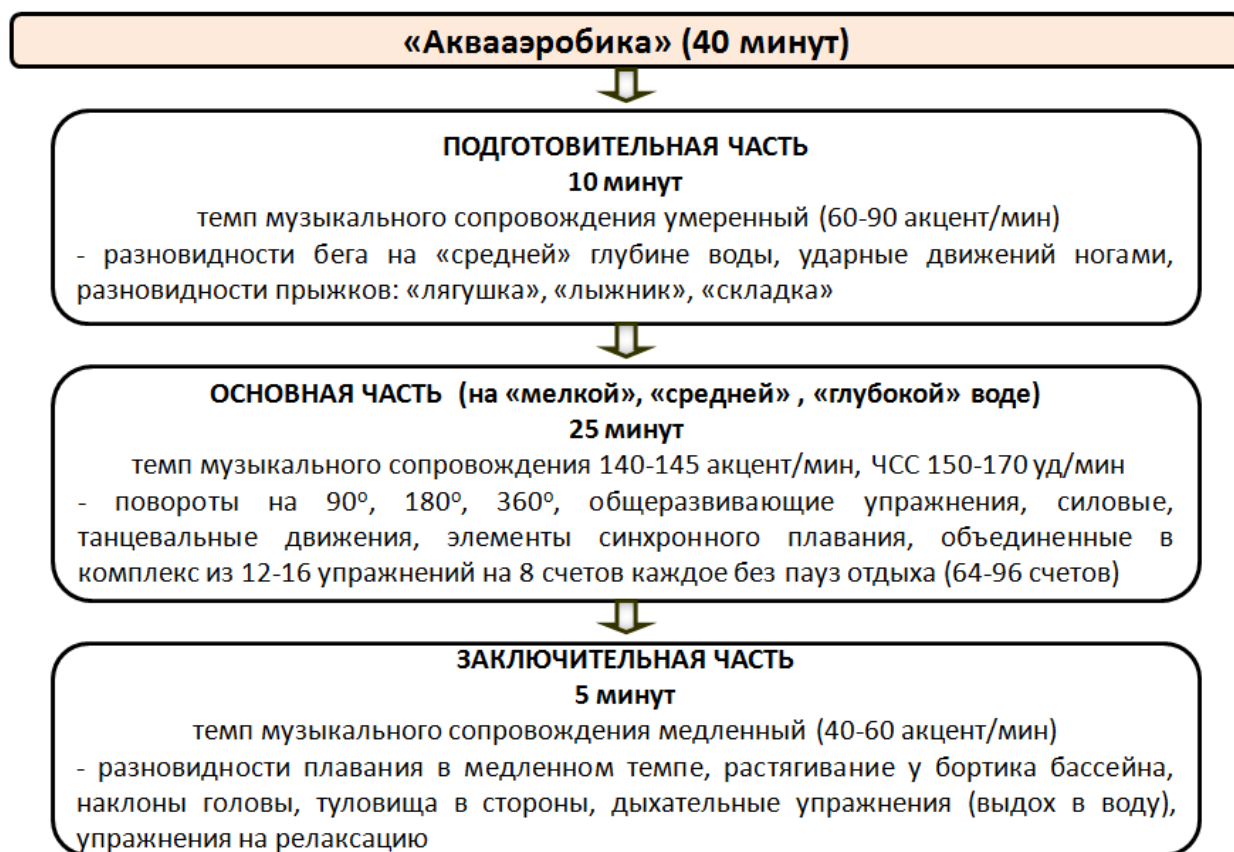 «Аквааэробика» (40 минут)
ПОДГОТОВИТЕЛЬНАЯ ЧАСТЬ
10 минут
темп музыкального сопровождения умеренный (60-90 акцент/мин)
- разновидности бега на «средней» глубине воды, ударные движений ногами,
разновидности прыжков: «лягушка», «лыжник», «складка»
ОСНОВНАЯ ЧАСТЬ (на «мелкой», «средней» , «глубокой» воде)
25 минут
темп музыкального сопровождения 140-145 акцент/мин, ЧСС 150-170 уд/мин
- повороты на 90º, 180º, 360º, общеразвивающие упражнения, силовые,
танцевальные движения, элементы синхронного плавания, объединенные в
комплекс из 12-16 упражнений на 8 счетов каждое без пауз отдыха (64-96 счетов)
ЗАКЛЮЧИТЕЛЬНАЯ ЧАСТЬ
5 минут
темп музыкального сопровождения медленный (40-60 акцент/мин)
- разновидности плавания в медленном темпе, растягивание у бортика бассейна,
наклоны головы, туловища в стороны, дыхательные упражнения (выдох в воду),
упражнения на релаксацию